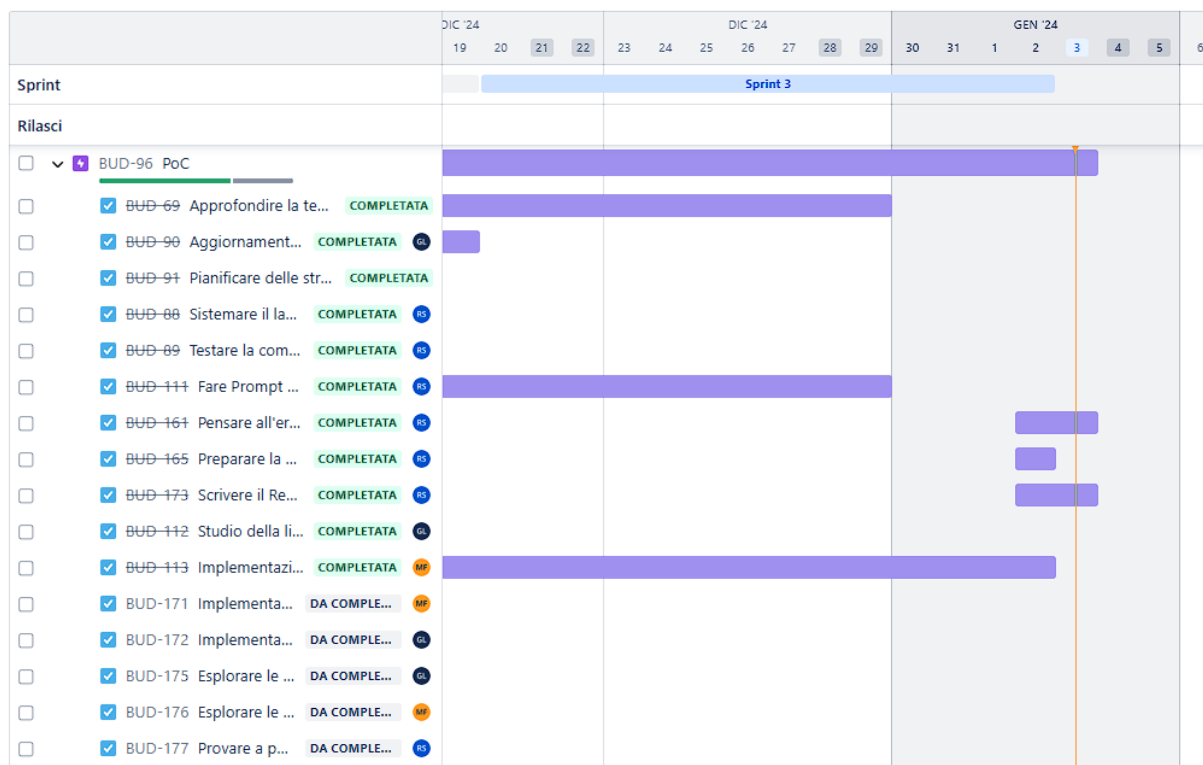 DIC '24 DIC '24 GEN '24
19 20 21 22 23 24 25 26 27 28 29 30 31 1 2 3 4 5 6
Sprint Sprint 3
Rilasci
BUD-96 PoC
BUD-69 Approfondire la te... COMPLETATA
BUD-90 Aggiornament... COMPLETATA GL
BUD-91 Pianificare delle str... COMPLETATA
BUD-88 Sistemare il la... COMPLETATA RS
BUD-89 Testare la com... COMPLETATA RS
BUD-111 Fare Prompt ... COMPLETATA RS
BUD-161 Pensare all'er... COMPLETATA RS
BUD-165 Preparare la ... COMPLETATA RS
BUD-173 Scrivere il Re... COMPLETATA RS
BUD-112 Studio della li... COMPLETATA GL
BUD-113 Implementazi... COMPLETATA MF
BUD-171 Implementa... DA COMPLE... MF
BUD-172 Implementa... DA COMPLE... GL
BUD-175 Esplorare le ... DA COMPLE... GL
BUD-176 Esplorare le ... DA COMPLE... MF
BUD-177 Provare a p... DA COMPLE... RS